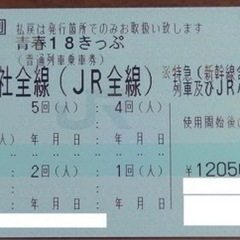 払戻は発行箇所でのみお取扱い致します
青春18きっぷ
(普通列車乗車券)
社全線(JR全線)
※特急(新幹線
列車及びJRバ
5回(人) 4回(人)
年 月 日 年 月 日
使用開始後
2回(人) 1回(人)
¥12050
年 月 日 年 月 日